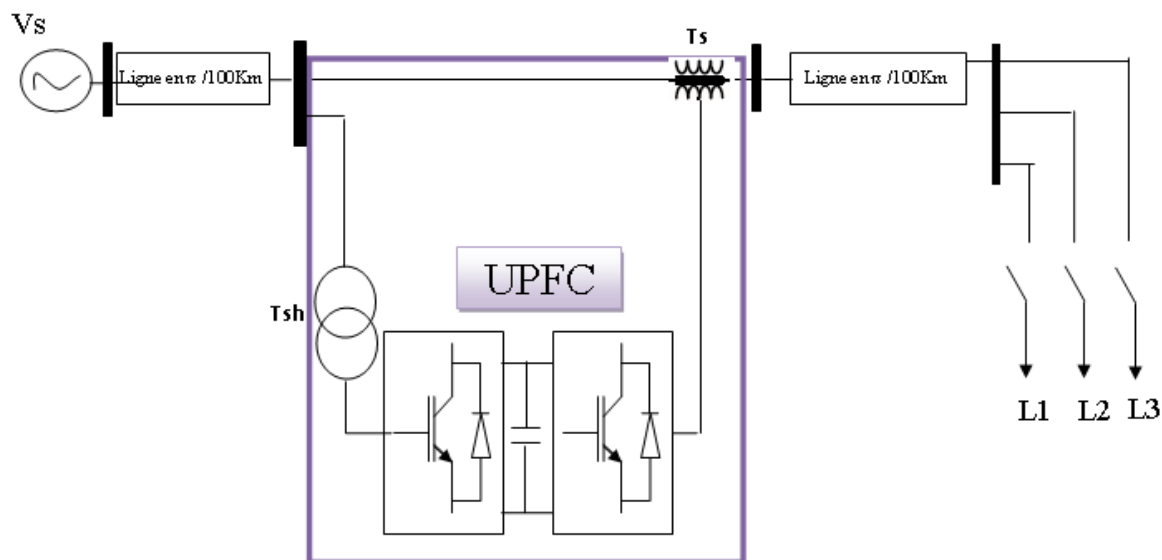 Vs
Ts
Ligne en π /100Km
Ligne en π /100Km
UPFC
Tsh
L1 L2 L3